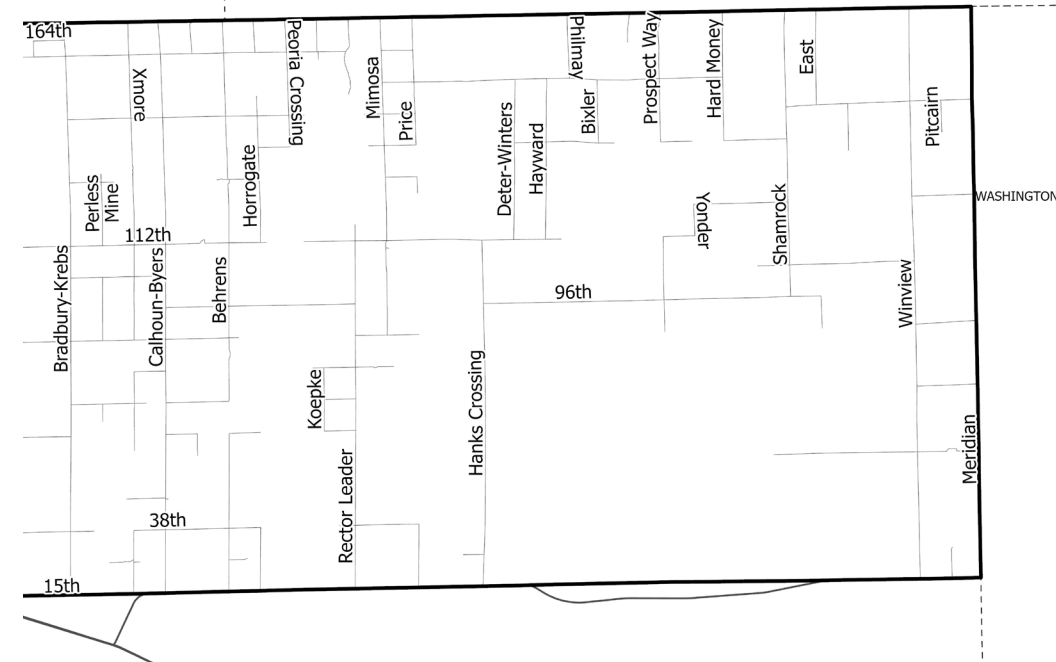 164th
Xmore
Peoria Crossing
Mimosa
Price
Philmay
Bixler
Prospect Way
Hard Money
East
Pitcairn
Deter-Winters
Hayward
Perless
Mine
Horrogate
Yonder
Shamrock
WASHINGTON
112th
Bradbury-Krebs
Calhoun-Byers
Behrens
96th
Winview
Koepke
Hanks Crossing
Rector Leader
Meridian
38th
15th